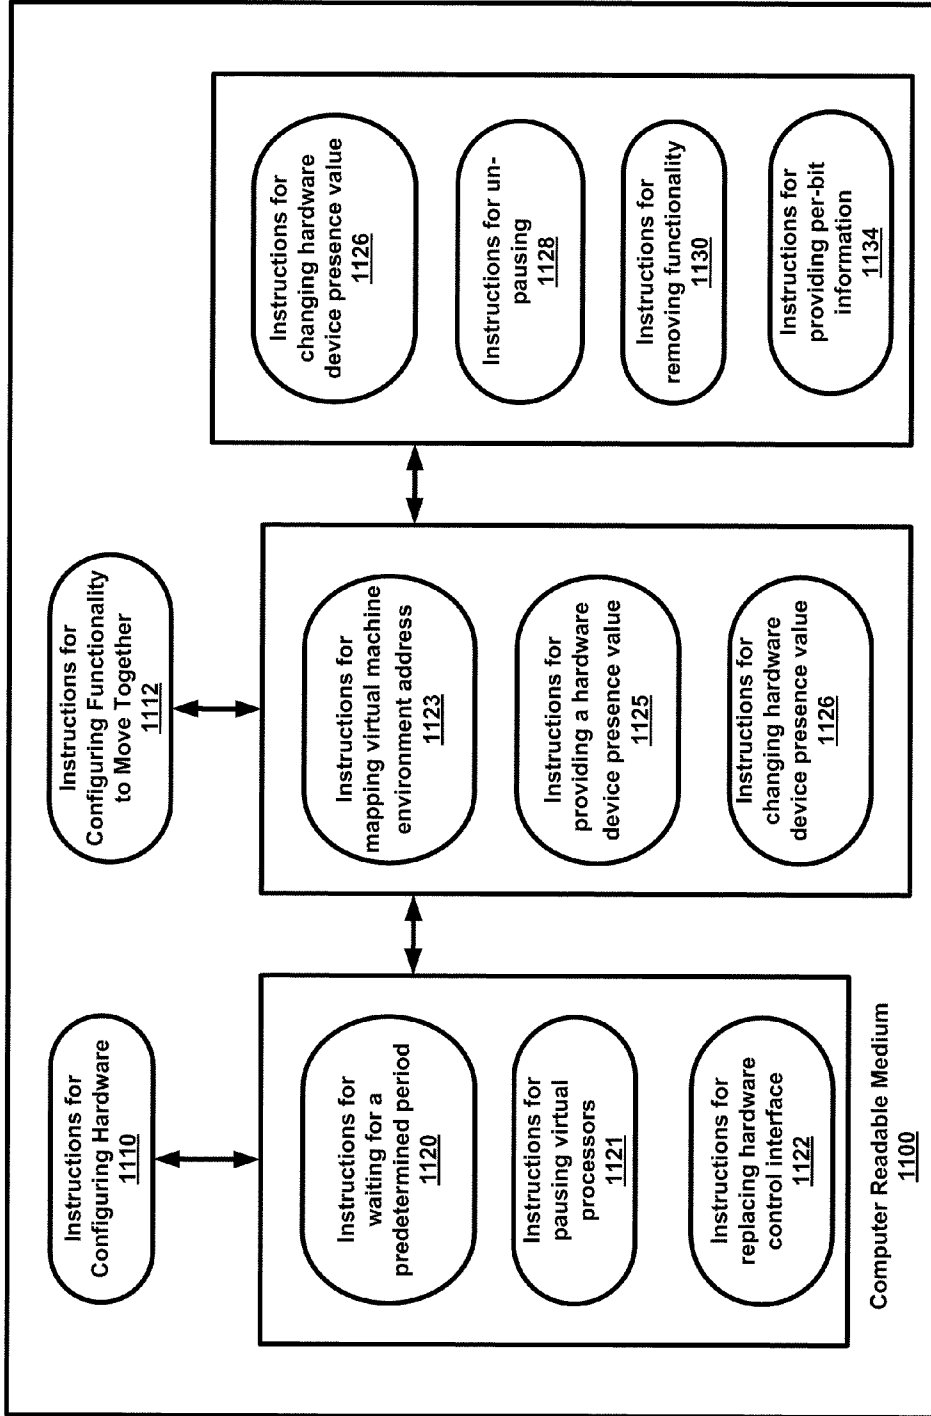 Instructions for
Configuring Hardware
1110
Instructions for
Configuring Functionality
to Move Together
1112
Instructions for
waiting for a
predetermined period
1120
Instructions for
pausing virtual
processors
1121
Instructions for
replacing hardware
control interface
1122
Instructions for
mapping virtual machine
environment address
1123
Instructions for
providing a hardware
device presence value
1125
Instructions for
changing hardware
device presence value
1126
Instructions for
changing hardware
device presence value
1126
Instructions for un-
pausing
1128
Instructions for
removing functionality
1130
Instructions for
providing per-bit
information
1134
Computer Readable Medium
1100